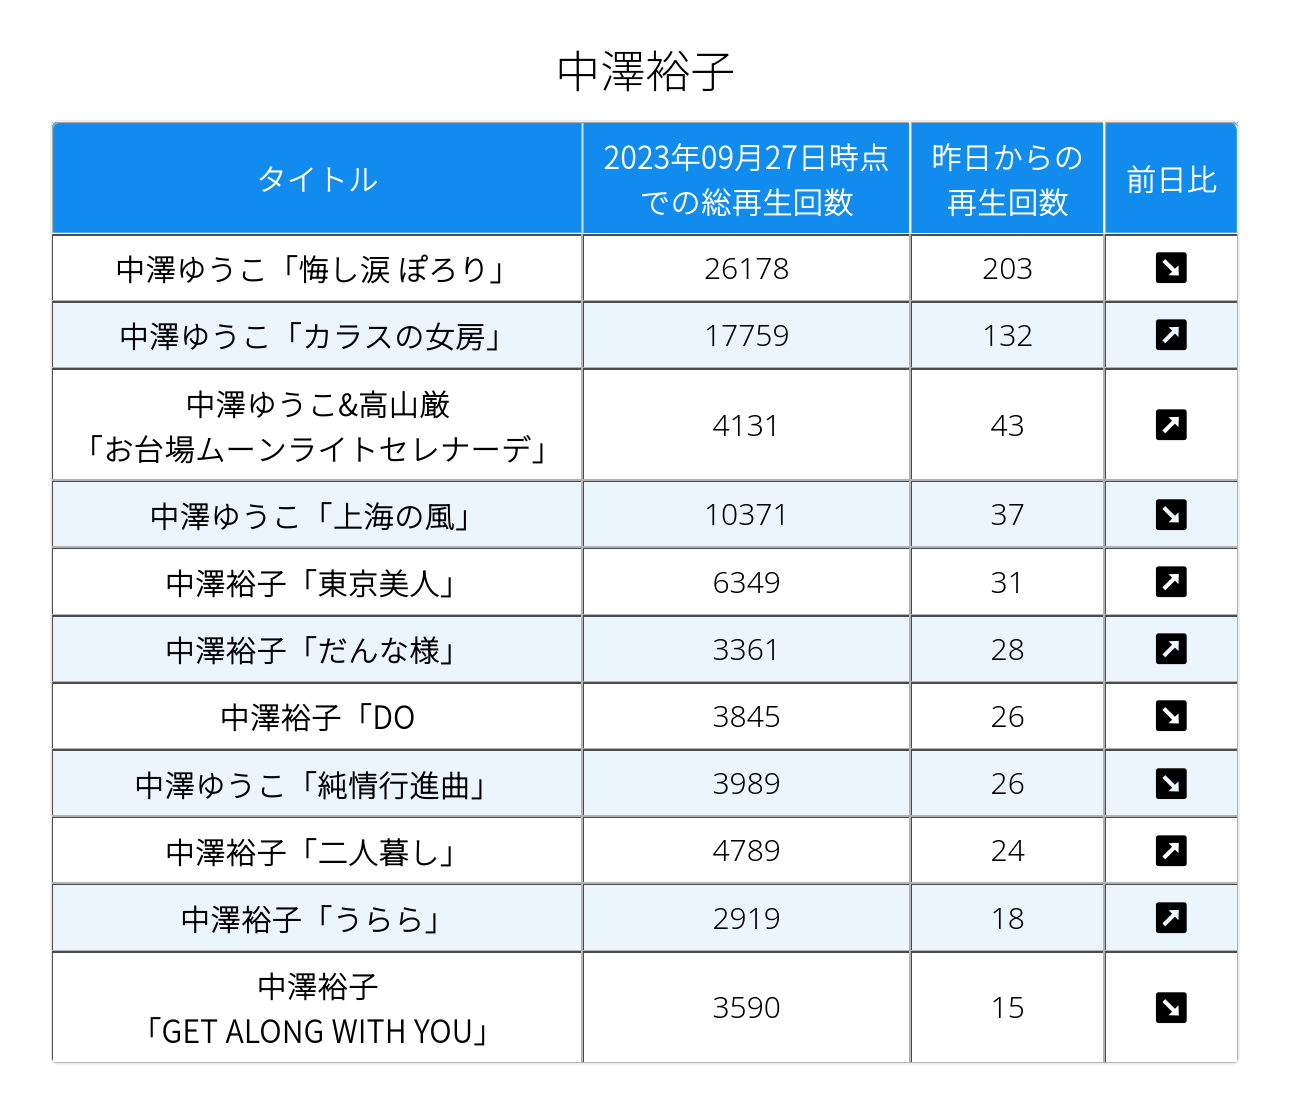 中澤裕子
タイトル
2023年09月27日時点
での総再生回数
昨日からの
再生回数
前日比
中澤ゆうこ「悔し涙 ぽろり」
26178
203
中澤ゆうこ「カラスの女房」
17759
132
中澤ゆうこ&高山厳
「お台場ムーンライトセレナーデ」
4131
43
中澤ゆうこ「上海の風」
10371
37
中澤裕子「東京美人」
6349
31
中澤裕子「だんな様」
3361
28
中澤裕子「DO
3845
26
中澤ゆうこ「純情行進曲」
3989
26
中澤裕子「二人暮し」
4789
24
中澤裕子「うらら」
2919
18
中澤裕子
「GET ALONG WITH YOU」
3590
15